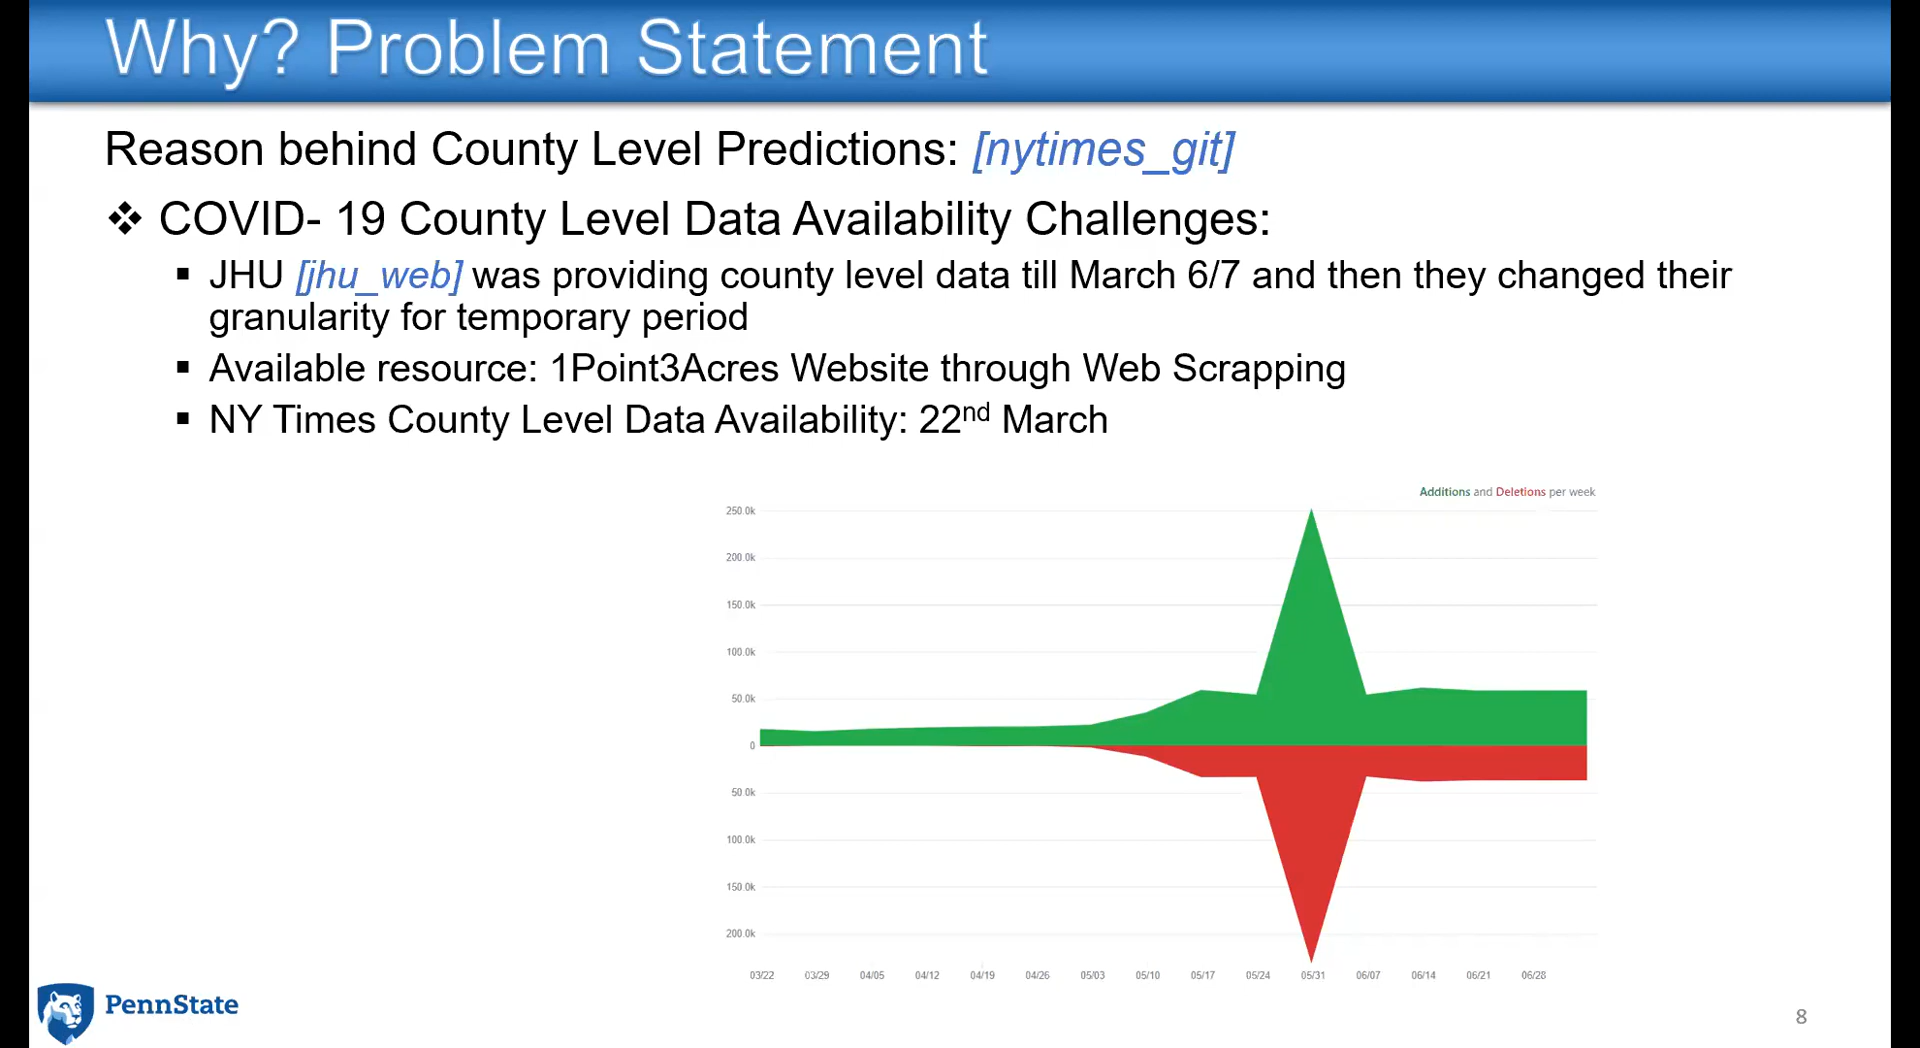 Why? Problem Statement
Reason behind County Level Predictions: [nytimes_git]
❖ COVID- 19 County Level Data Availability Challenges:
▪ JHU [jhu_web] was providing county level data till March 6/7 and then they changed their
granularity for temporary period
▪ Available resource: 1Point3Acres Website through Web Scrapping
▪ NY Times County Level Data Availability: 22nd March
Additions and Deletions per week
250.0k
200.0k
150.0k
100.0k
50.0k
0
50.0k
100.0k
150.0k
200.0k
03/22 03/29 04/05 04/12 04/19 04/26 05/03 05/10 05/17 05/24 05/31 06/07 06/14 06/21 06/28
PennState
8